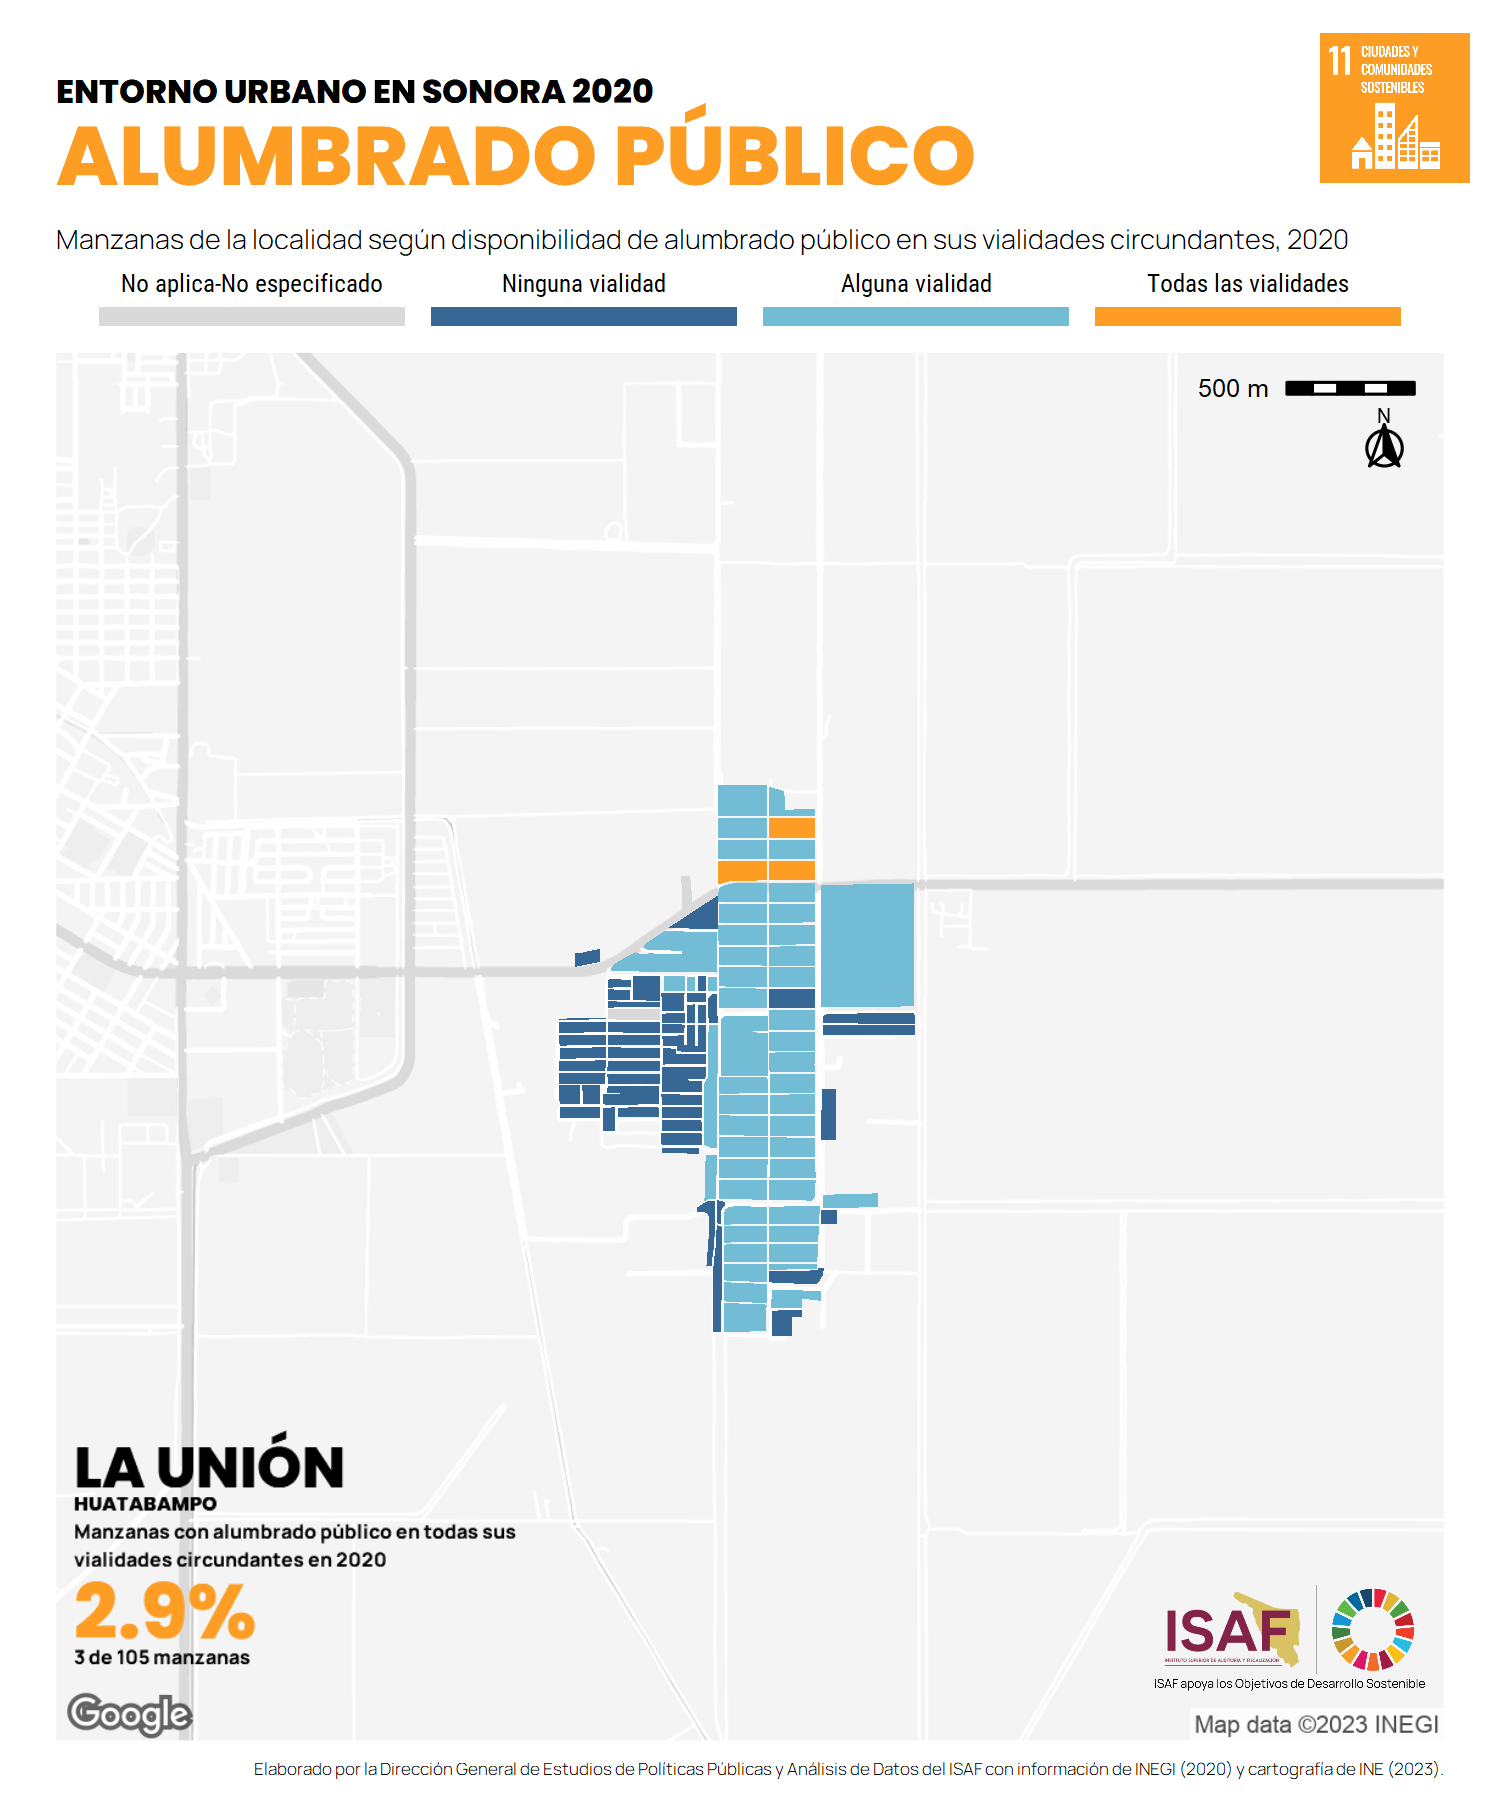 ENTORNO URBANO EN SONORA 2020
ALUMBRADO PÚBLICO
11 CIUDADES Y
COMUNIDADES
SOSTENIBLES
Manzanas de la localidad según disponibilidad de alumbrado público en sus vialidades circundantes, 2020
No aplica-No especificado
Ninguna vialidad
Alguna vialidad
Todas las vialidades
500 m
N
LA UNIÓN
HUATABAMPO
Manzanas con alumbrado público en todas sus
vialidades circundantes en 2020
2.9%
3 de 105 manzanas
Google
ISAF
INSTITUTO SUPERIOR DE AUDITORÍA Y FISCALIZACIÓN
ISAF apoya los Objetivos de Desarrollo Sostenible
Map data ©2023 INEGI
Elaborado por la Dirección General de Estudios de Políticas Públicas y Análisis de Datos del ISAF con información de INEGI (2020) y cartografía de INE (2023).